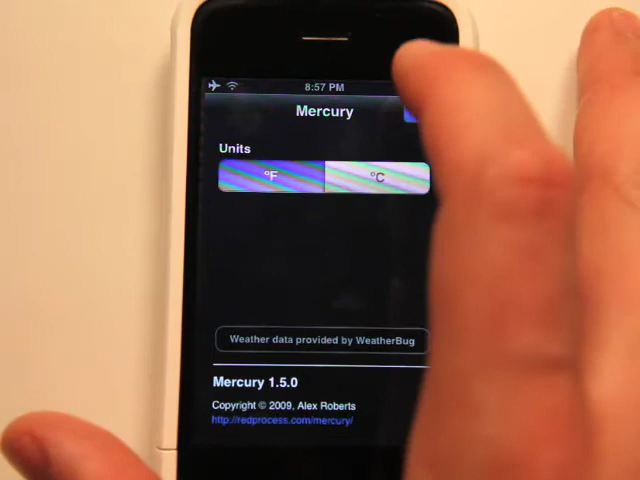 8:57 PM
Mercury
Units
°F
°C
Weather data provided by WeatherBug
Mercury 1.5.0
Copyright © 2009, Alex Roberts
http://redprocess.com/mercury/